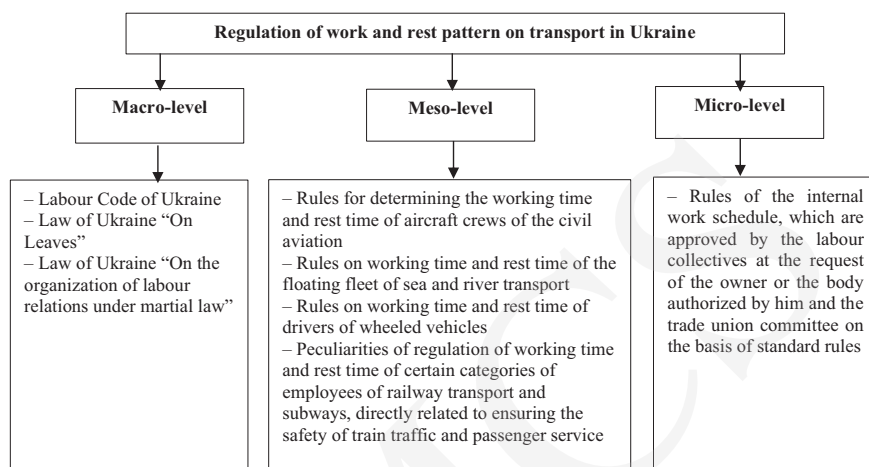 Regulation of work and rest pattern on transport in Ukraine
Macro-level
Meso-level
Micro-level
– Labour Code of Ukraine
– Law of Ukraine “On
Leaves”
– Law of Ukraine “On the
organization of labour
relations under martial law”
– Rules for determining the working time
and rest time of aircraft crews of the civil
aviation
– Rules on working time and rest time of the
floating fleet of sea and river transport
– Rules on working time and rest time of
drivers of wheeled vehicles
– Peculiarities of regulation of working time
and rest time of certain categories of
employees of railway transport and
subways, directly related to ensuring the
safety of train traffic and passenger service
– Rules of the internal
work schedule, which are
approved by the labour
collectives at the request
of the owner or the body
authorized by him and the
trade union committee on
the basis of standard rules